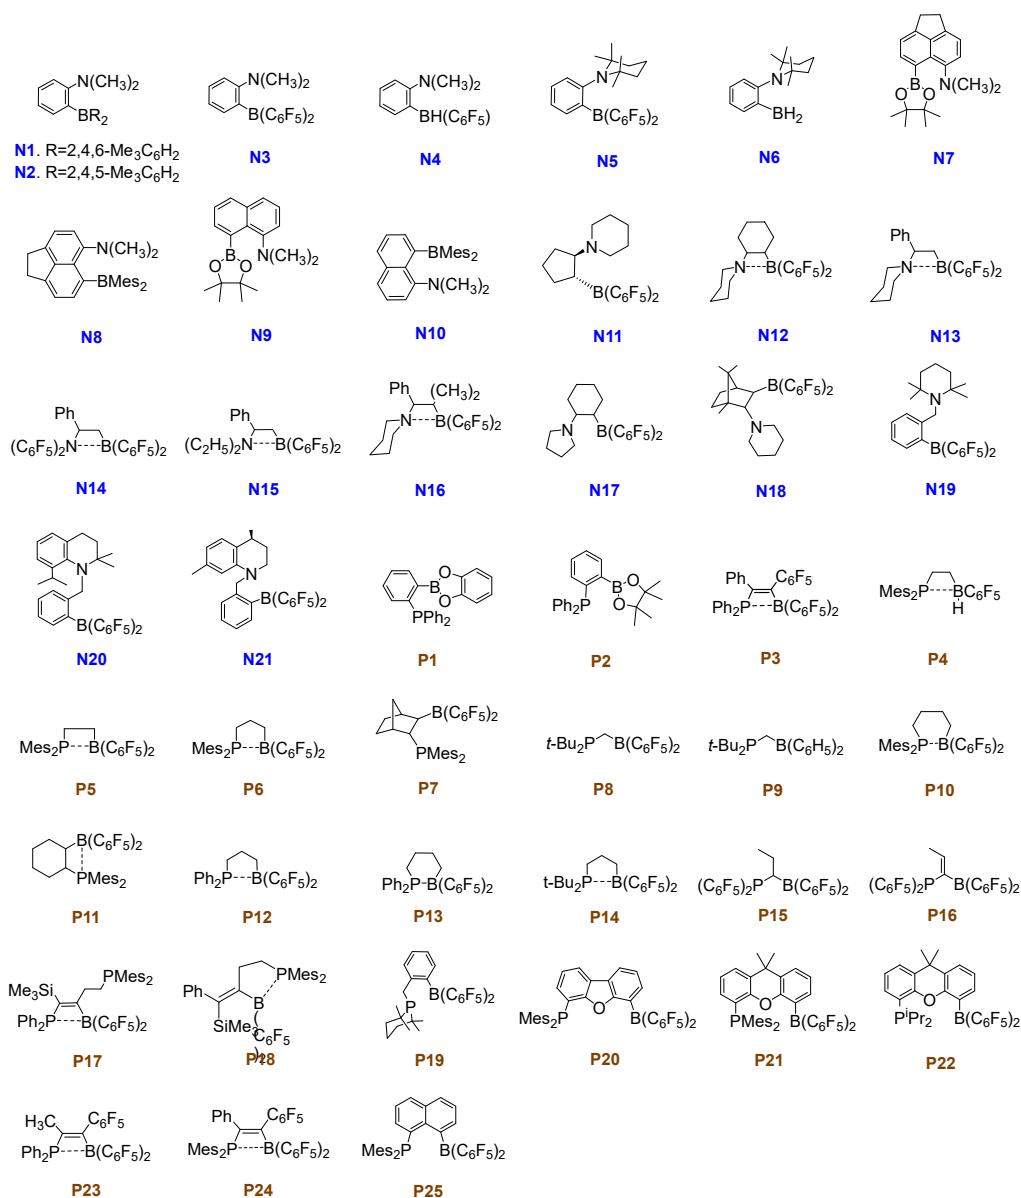 N(CH3)2
BR2
N1. R=2,4,6-Me3C6H2
N2. R=2,4,5-Me3C6H2
N(CH3)2
B(C6F5)2
N3
N(CH3)2
BH(C6F5)
N4
N
B(C6F5)2
N5
N
BH2
N6
B
O O
N(CH3)2
N7
N(CH3)2
BMes2
N8
B
O O
N(CH3)2
N9
BMes2
N(CH3)2
N10
N
B(C6F5)2
N11
N B(C6F5)2
N12
Ph
N B(C6F5)2
N13
Ph
(C6F5)2N B(C6F5)2
N14
Ph
(C2H5)2N B(C6F5)2
N15
Ph
(CH3)2
N B(C6F5)2
N16
N
B(C6F5)2
N17
B(C6F5)2
N
N18
N
B(C6F5)2
N19
N
B(C6F5)2
N20
N
B(C6F5)2
N21
O
B
O
PPh2
P1
B O
O
Ph2P
P2
Ph C6F5
Ph2P B(C6F5)2
P3
Mes2P BC6F5
H
P4
Mes2P B(C6F5)2
P5
Mes2P B(C6F5)2
P6
B(C6F5)2
PMes2
P7
t-Bu2P B(C6F5)2
P8
t-Bu2P B(C6H5)2
P9
Mes2P B(C6F5)2
P10
B(C6F5)2
PMes2
P11
Ph2P B(C6F5)2
P12
Ph2P B(C6F5)2
P13
t-Bu2P B(C6F5)2
P14
(C6F5)2P B(C6F5)2
P15
(C6F5)2P B(C6F5)2
P16
PMes2
Me3Si
Ph2P B(C6F5)2
P17
PMes2
Ph
B
SiMe3
(
C6F5
)2
P18
B(C6F5)2
P
P19
O
Mes2P B(C6F5)2
P20
O
PMes2 B(C6F5)2
P21
O
PiPr2 B(C6F5)2
P22
H3C C6F5
Ph2P B(C6F5)2
P23
Ph C6F5
Mes2P B(C6F5)2
P24
Mes2P B(C6F5)2
P25